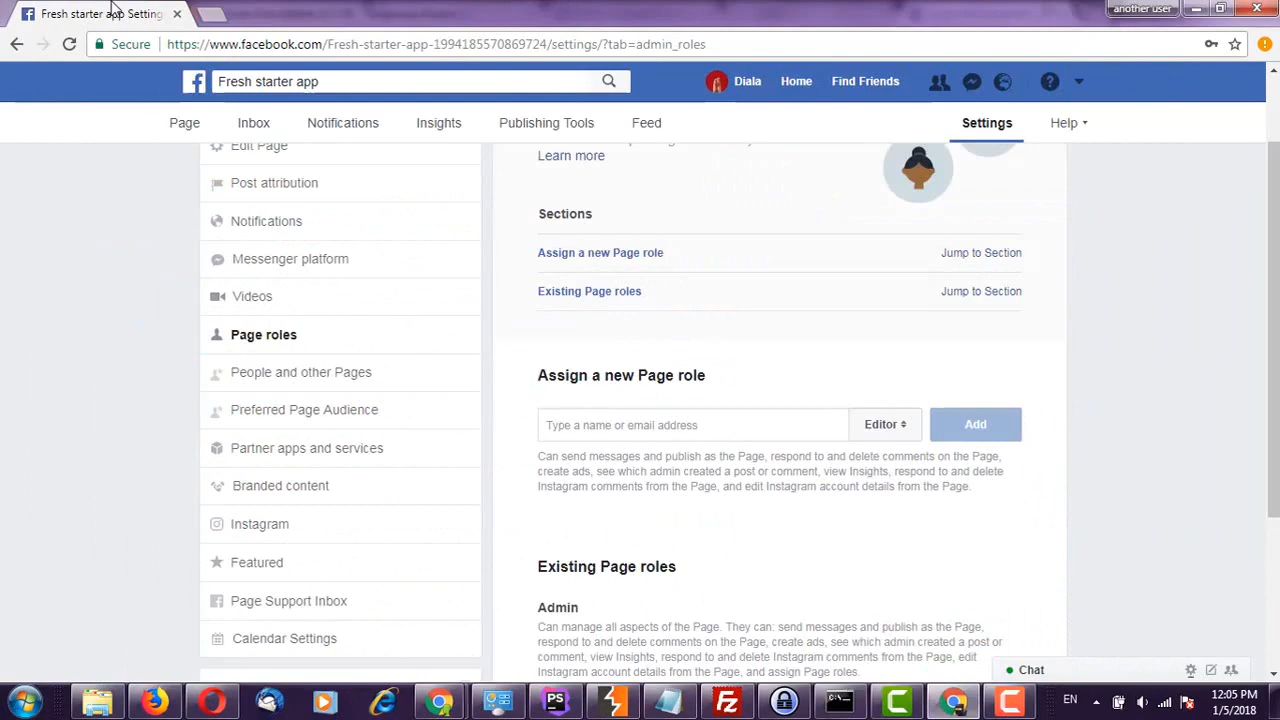 Fresh starter app Setting
another user
Secure
https://www.facebook.com/Fresh-starter-app-1994185570869724/settings/?tab=admin_roles
Fresh starter app
Diala
Home
Find Friends
Page
Inbox
Notifications
Insights
Publishing Tools
Feed
Settings
Help
Edit Page
Post attribution
Notifications
Messenger platform
Videos
Page roles
People and other Pages
Preferred Page Audience
Partner apps and services
Branded content
Instagram
Featured
Page Support Inbox
Calendar Settings
Learn more
Sections
Assign a new Page role
Jump to Section
Existing Page roles
Jump to Section
Assign a new Page role
Type a name or email address
Editor
Add
Can send messages and publish as the Page, respond to and delete comments on the Page,
create ads, see which admin created a post or comment, view Insights, respond to and delete
Instagram comments from the Page, and edit Instagram account details from the Page.
Existing Page roles
Admin
Can manage all aspects of the Page. They can: send messages and publish as the Page,
respond to and delete comments on the Page, create ads, see which admin created a post or
comment, view Insights, respond to and delete Instagram comments from the Page, edit
Instagram account details from the Page, and assign Page roles.
Chat
PS
FZ
C
C
EN
12:05 PM
1/5/2018